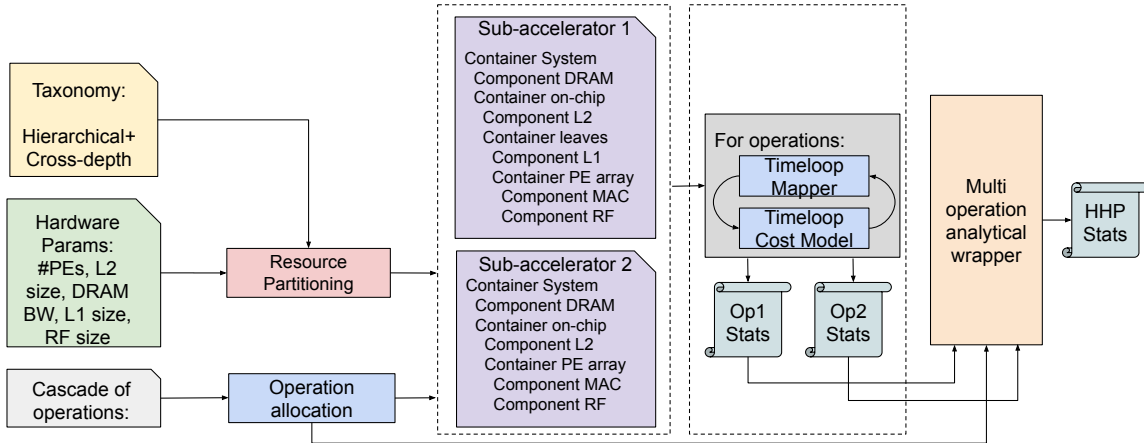 Taxonomy:
Hierarchical+
Cross-depth
Hardware
Params:
#PEs, L2
size, DRAM
BW, L1 size,
RF size
Cascade of
operations:
Resource
Partitioning
Operation
allocation
Sub-accelerator 1
Container System
Component DRAM
Container on-chip
Component L2
Container leaves
Component L1
Container PE array
Component MAC
Component RF
Sub-accelerator 2
Container System
Component DRAM
Container on-chip
Component L2
Container PE array
Component MAC
Component RF
For operations:
Timeloop
Mapper
Timeloop
Cost Model
Op1
Stats
Op2
Stats
Multi
operation
analytical
wrapper
HHP
Stats